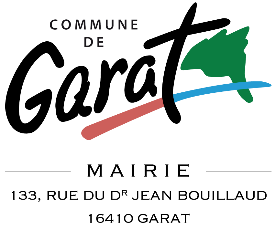 COMMUNE
DE
Garat
MAIRIE
133, RUE DU DR JEAN BOUILLAUD
16410 GARAT